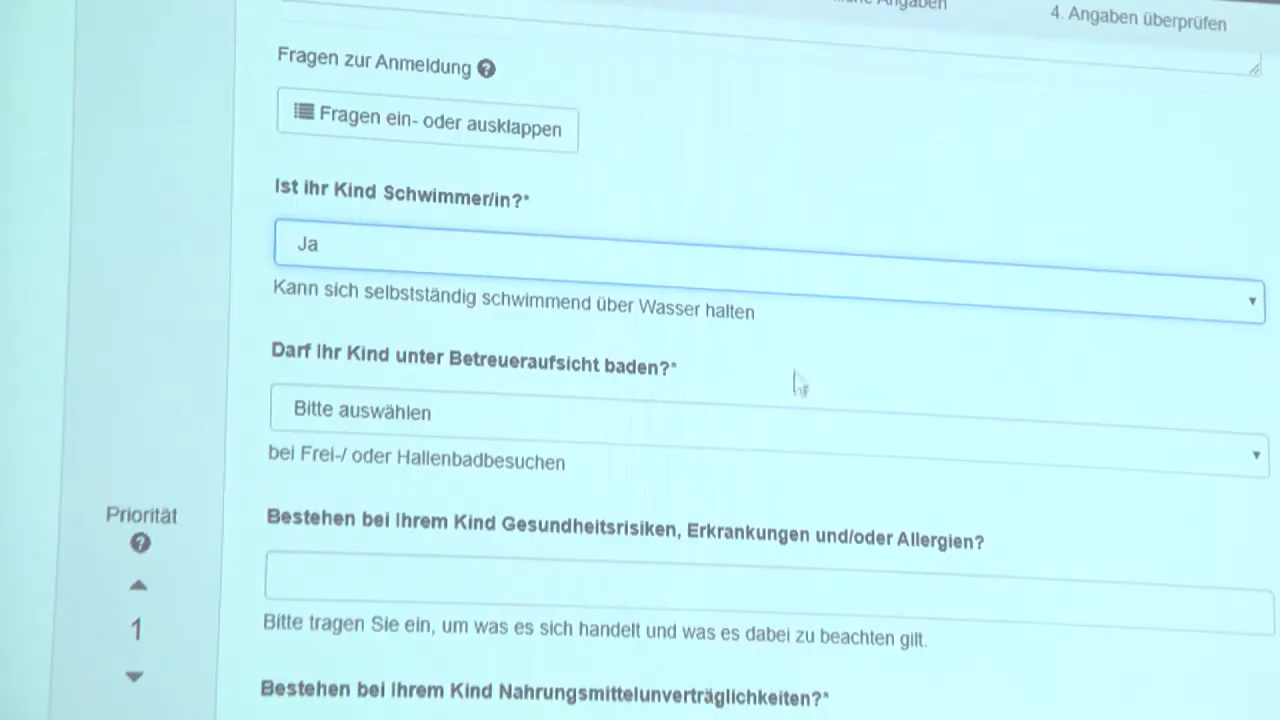 Angaben
4. Angaben überprüfen
Fragen zur Anmeldung
Fragen ein- oder ausklappen
Ist ihr Kind Schwimmer/in?*
Ja
Kann sich selbstständig schwimmend über Wasser halten
Darf Ihr Kind unter Betreueraufsicht baden?*
Bitte auswählen
bei Frei-/ oder Hallenbadbesuchen
Priorität
Bestehen bei Ihrem Kind Gesundheitsrisiken, Erkrankungen und/oder Allergien?
1
Bitte tragen Sie ein, um was es sich handelt und was es dabei zu beachten gilt.
Bestehen bei Ihrem Kind Nahrungsmittelunverträglichkeiten?*